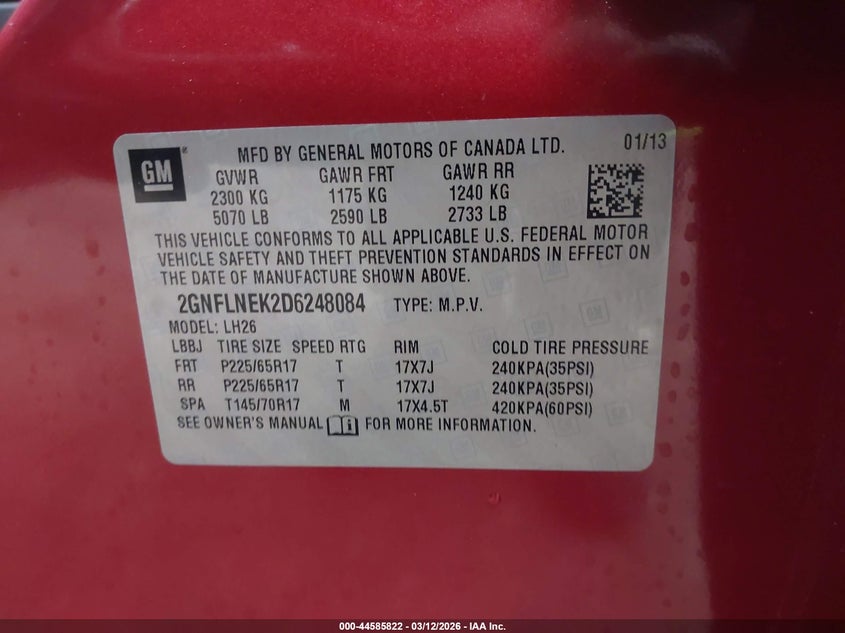 GM
MFD BY GENERAL MOTORS OF CANADA LTD. 01/13
GVWR GAWR FRT GAWR RR
2300 KG 1175 KG 1240 KG
5070 LB 2590 LB 2733 LB
THIS VEHICLE CONFORMS TO ALL APPLICABLE U.S. FEDERAL MOTOR
VEHICLE SAFETY AND THEFT PREVENTION STANDARDS IN EFFECT ON
THE DATE OF MANUFACTURE SHOWN ABOVE.
2GNFLNEK2D6248084 TYPE: M.P.V.
MODEL: LH26
LBBJ TIRE SIZE SPEED RTG RIM COLD TIRE PRESSURE
FRT P225/65R17 T 17X7J 240KPA(35PSI)
RR P225/65R17 T 17X7J 240KPA(35PSI)
SPA T145/70R17 M 17X4.5T 420KPA(60PSI)
SEE OWNER'S MANUAL FOR MORE INFORMATION.
000-44585822 - 03/12/2026 - IAA Inc.